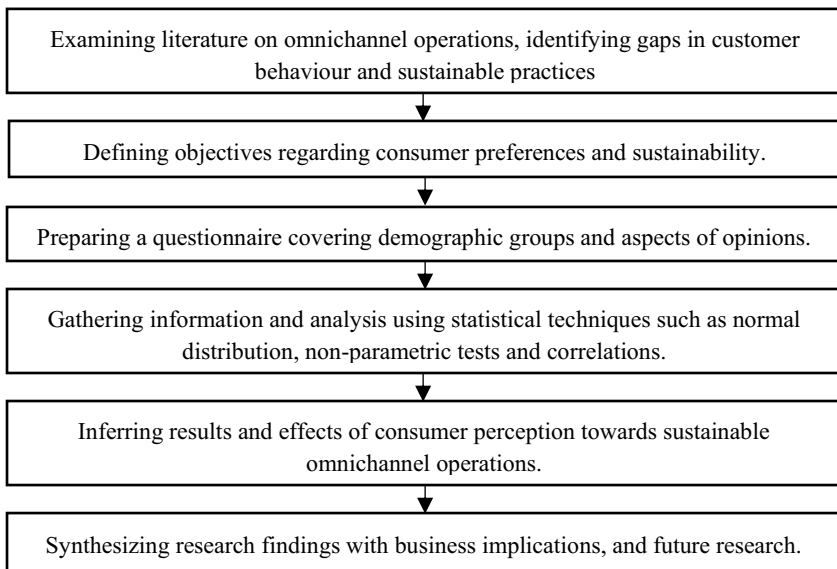 Examining literature on omnichannel operations, identifying gaps in customer
behaviour and sustainable practices
Defining objectives regarding consumer preferences and sustainability.
Preparing a questionnaire covering demographic groups and aspects of opinions.
Gathering information and analysis using statistical techniques such as normal
distribution, non-parametric tests and correlations.
Inferring results and effects of consumer perception towards sustainable
omnichannel operations.
Synthesizing research findings with business implications, and future research.